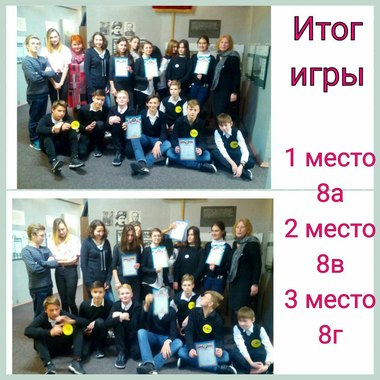 Итог
игры
1 место
8а
2 место
8в
3 место
8г